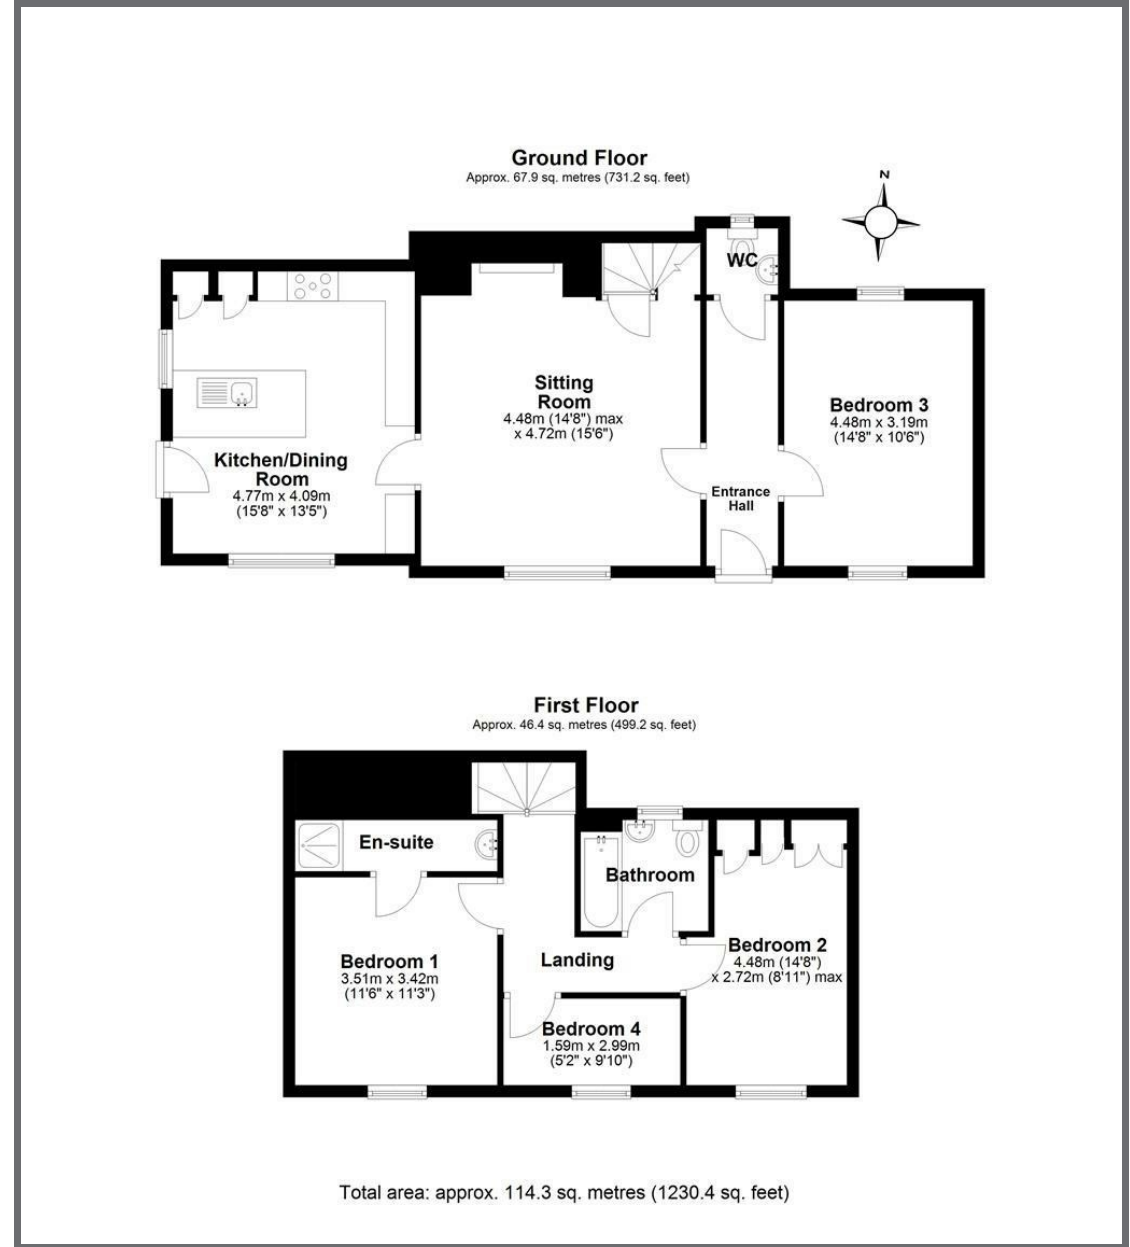 Ground Floor
Approx. 67.9 sq. metres (731.2 sq. feet)
N
WC
Sitting
Room
4.48m (14'8") max
x 4.72m (15'6")
Bedroom 3
4.48m x 3.19m
(14'8" x 10'6")
Kitchen/Dining
Room
4.77m x 4.09m
(15'8" x 13'5")
Entrance
Hall
First Floor
Approx. 46.4 sq. metres (499.2 sq. feet)
En-suite
Bathroom
Bedroom 1
3.51m x 3.42m
(11'6" x 11'3")
Landing
Bedroom 2
4.48m (14'8")
x 2.72m (8'11") max
Bedroom 4
1.59m x 2.99m
(5'2" x 9'10")
Total area: approx. 114.3 sq. metres (1230.4 sq. feet)